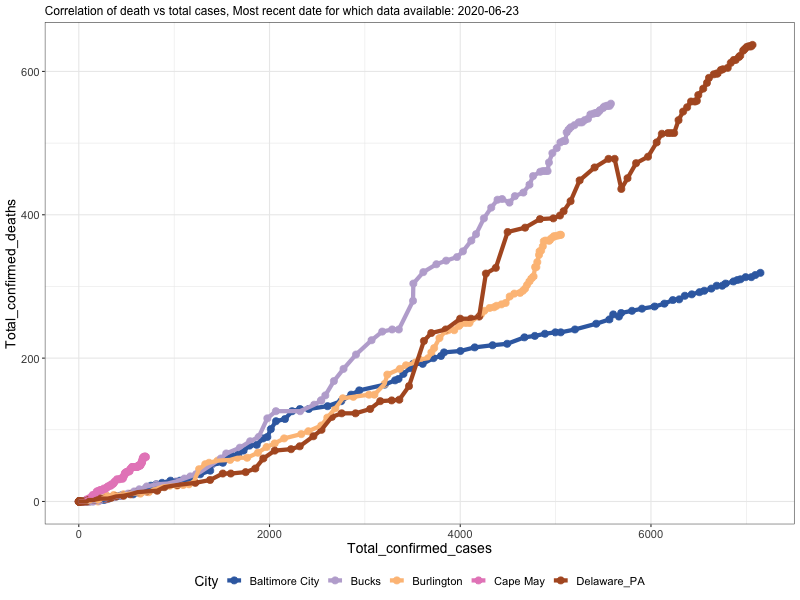 Correlation of death vs total cases, Most recent date for which data available: 2020-06-23
Total_confirmed_deaths
600
400
200
0
0 2000 4000 6000
Total_confirmed_cases
City Baltimore City Bucks Burlington Cape May Delaware_PA